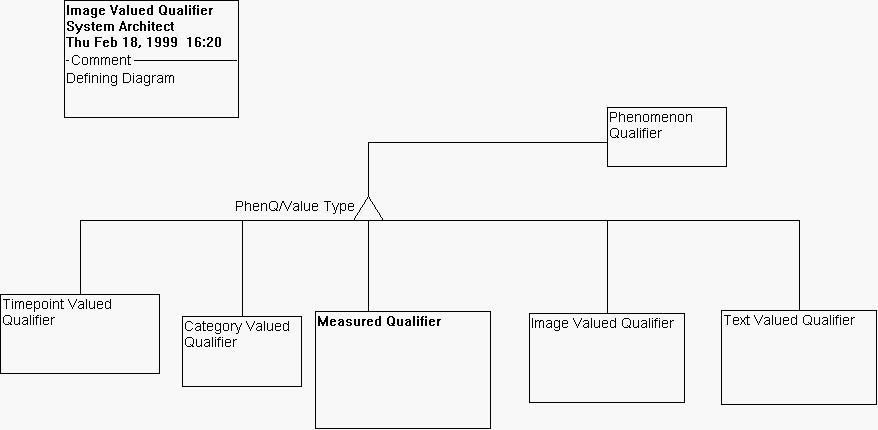 Image Valued Qualifier
System Architect
Thu Feb 18, 1999  16:20
Comment
Defining Diagram
Phenomenon
Qualifier
PhenQ/Value Type
Timepoint Valued
Qualifier
Category Valued
Qualifier
Measured Qualifier
Image Valued Qualifier
Text Valued Qualifier